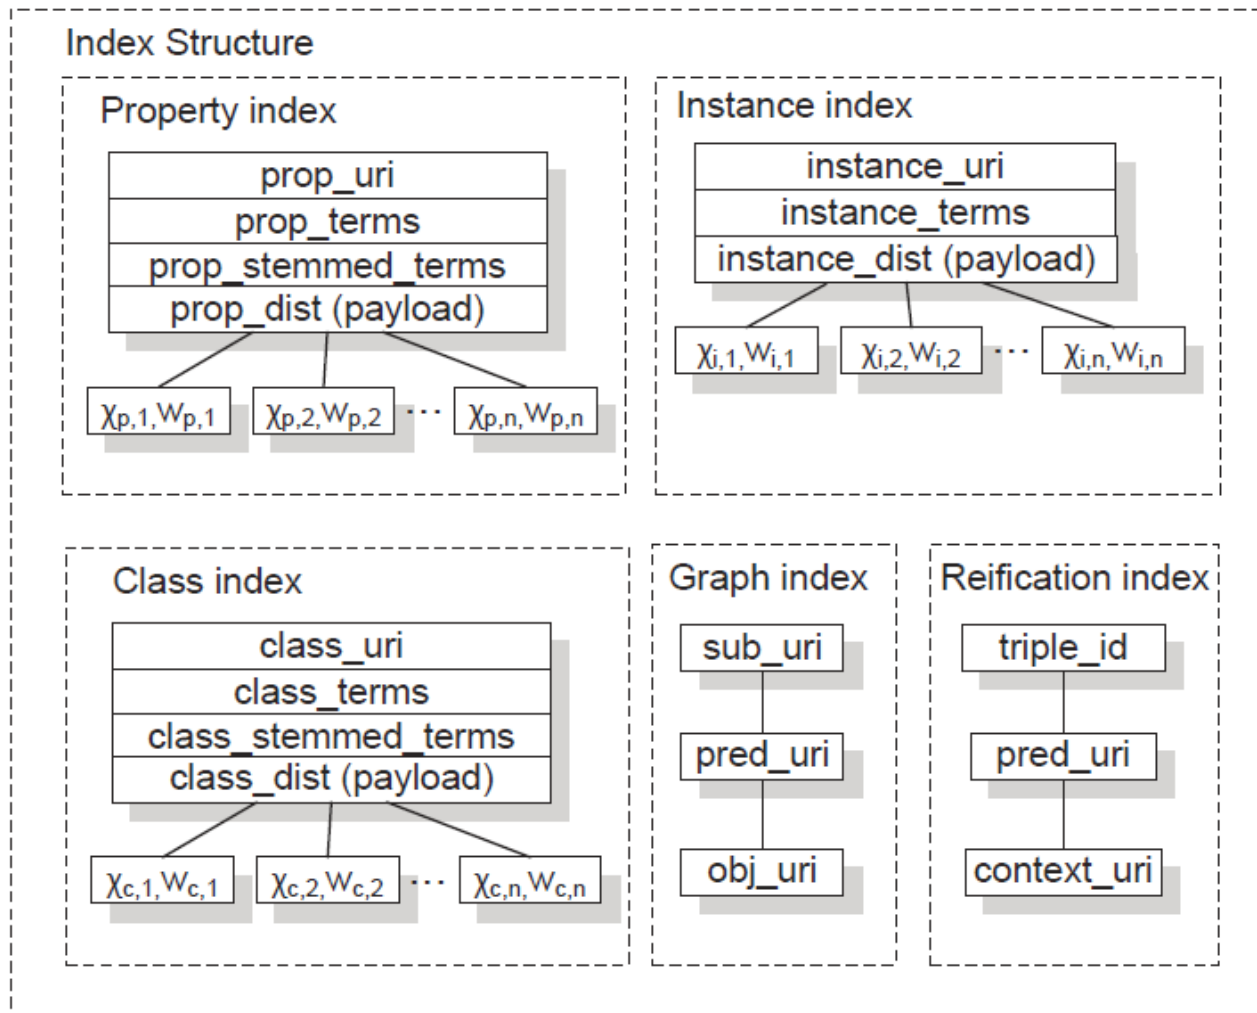 Index Structure
Property index
prop_uri
prop_terms
prop_stemmed_terms
prop_dist (payload)
χp,1,Wp,1 χp,2,Wp,2 ... χp,n,Wp,n
Instance index
instance_uri
instance_terms
instance_dist (payload)
χi,1,Wi,1 χi,2,Wi,2 ... χi,n,Wi,n
Class index
class_uri
class_terms
class_stemmed_terms
class_dist (payload)
χc,1,Wc,1 χc,2,Wc,2 ... χc,n,Wc,n
Graph index
sub_uri
pred_uri
obj_uri
Reification index
triple_id
pred_uri
context_uri